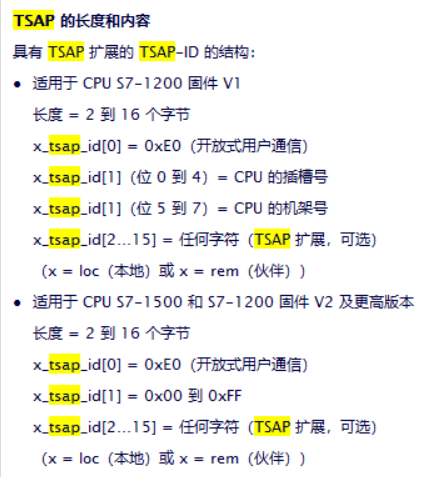 TSAP 的长度和内容
具有 TSAP 扩展的 TSAP-ID 的结构：
• 适用于 CPU S7-1200 固件 V1
长度 = 2 到 16 个字节
x_tsap_id[0] = 0xE0（开放式用户通信）
x_tsap_id[1]（位 0 到 4）= CPU 的插槽号
x_tsap_id[1]（位 5 到 7）= CPU 的机架号
x_tsap_id[2…15] = 任何字符（TSAP 扩展，可选）
（x = loc（本地）或 x = rem（伙伴））
• 适用于 CPU S7-1500 和 S7-1200 固件 V2 及更高版本
长度 = 2 到 16 个字节
x_tsap_id[0] = 0xE0（开放式用户通信）
x_tsap_id[1] = 0x00 到 0xFF
x_tsap_id[2…15] = 任何字符（TSAP 扩展，可选）
（x = loc（本地）或 x = rem（伙伴））